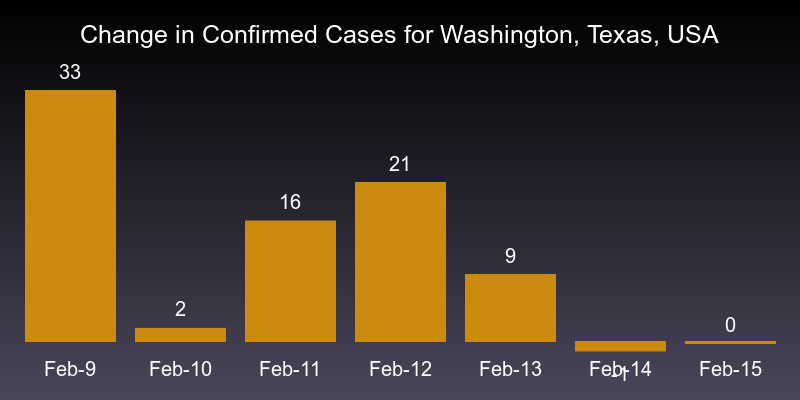 Change in Confirmed Cases for Washington, Texas, USA
33
2
16
21
9
-1
0
Feb-9
Feb-10
Feb-11
Feb-12
Feb-13
Feb-14
Feb-15